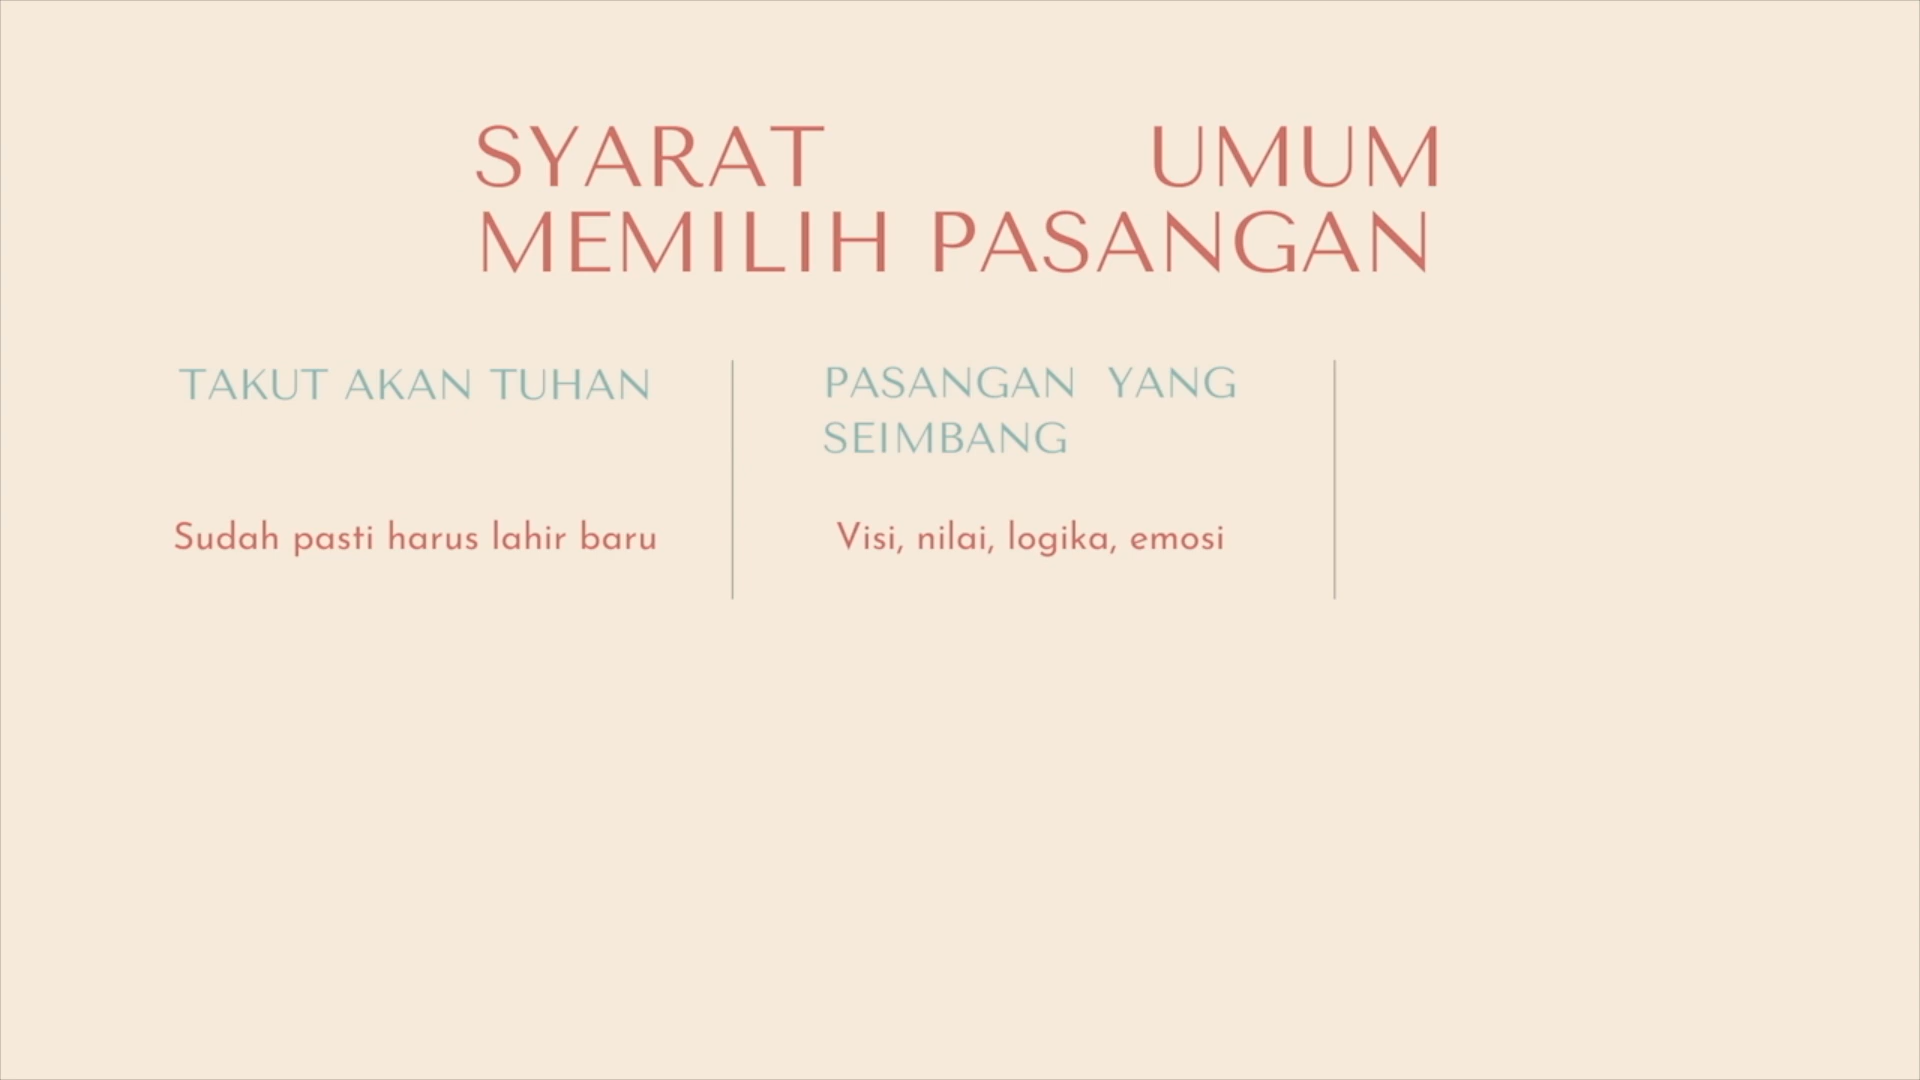 SYARAT UMUM
MEMILIH PASANGAN
TAKUT AKAN TUHAN
Sudah pasti harus lahir baru
PASANGAN YANG
SEIMBANG
Visi, nilai, logika, emosi